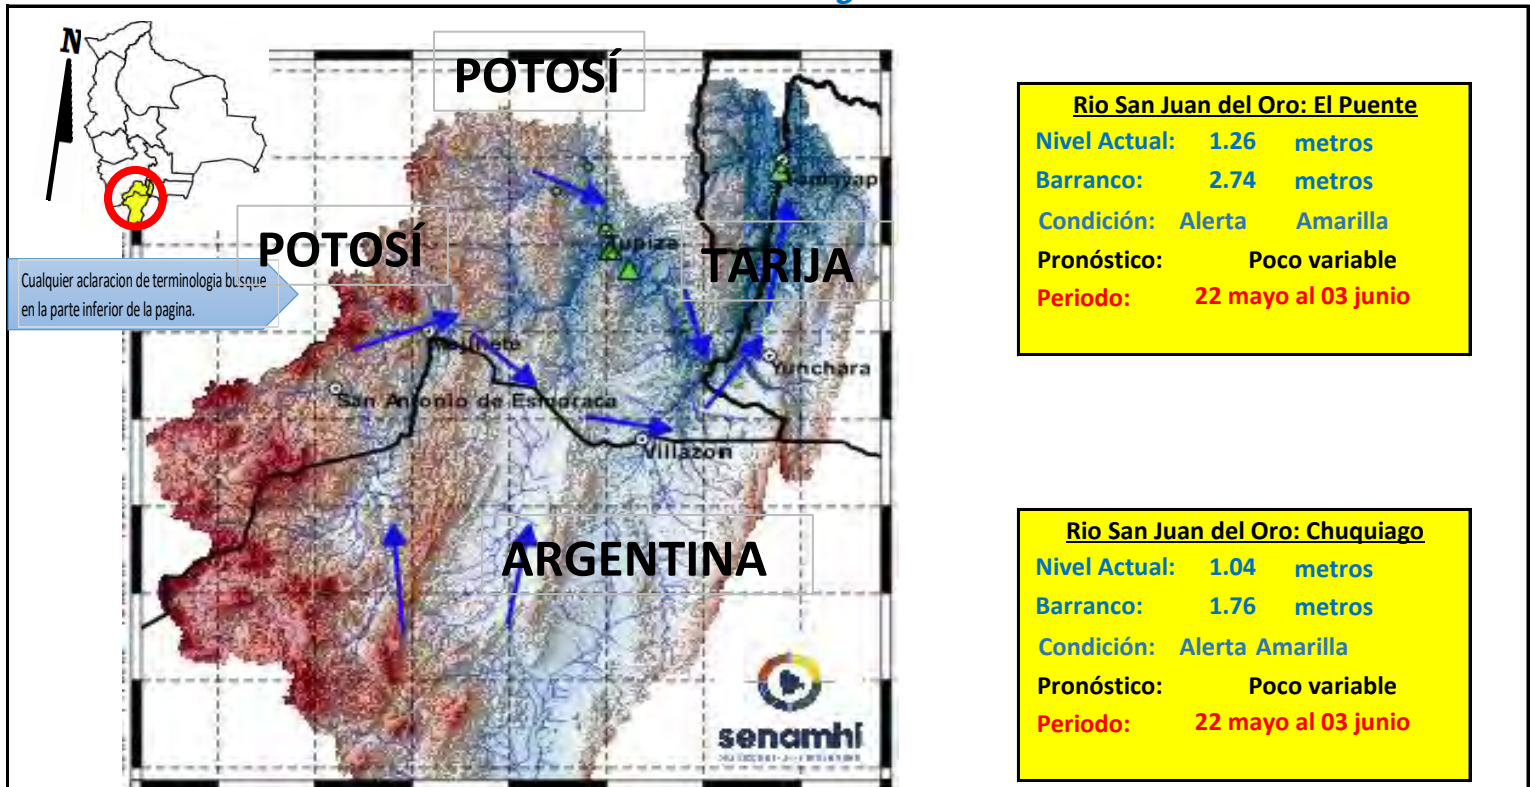 N
POTOSÍ
POTOSÍ
TARIJA
ARGENTINA
Cualquier aclaracion de terminologia busque
en la parte inferior de la pagina.
Tupiza
Yunchara
San Antonio de Esmoraca
Villazon
senamhi
Rio San Juan del Oro: El Puente
Nivel Actual: 1.26 metros
Barranco: 2.74 metros
Condición: Alerta Amarilla
Pronóstico: Poco variable
Periodo: 22 mayo al 03 junio
Rio San Juan del Oro: Chuquiago
Nivel Actual: 1.04 metros
Barranco: 1.76 metros
Condición: Alerta Amarilla
Pronóstico: Poco variable
Periodo: 22 mayo al 03 junio